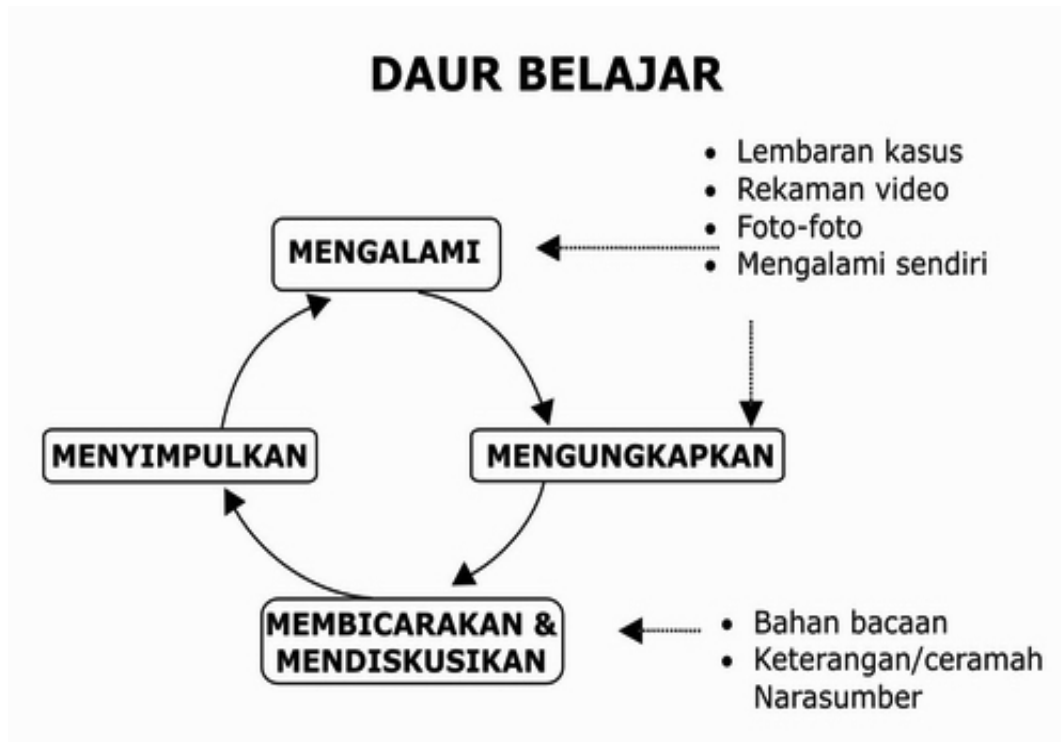 DAUR BELAJAR
• Lembaran kasus
• Rekaman video
• Foto-foto
• Mengalami sendiri
MENGALAMI
MENYIMPULKAN
MENGUNGKAPKAN
MEMBICARAKAN &
MENDISKUSIKAN
• Bahan bacaan
• Keterangan/ceramah
Narasumber